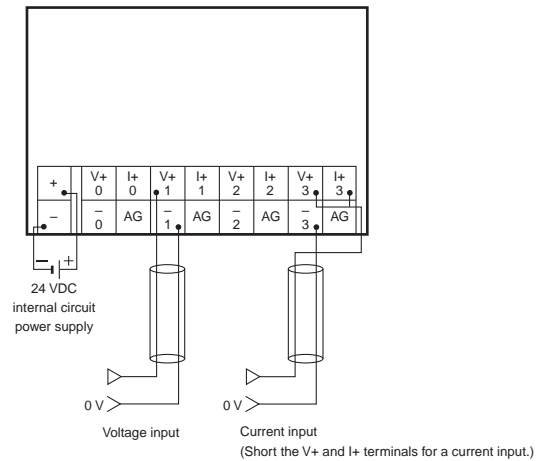 + V+ 0 I+ 0 V+ 1 I+ 1 V+ 2 I+ 2 V+ 3 I+ 3
– – 0 AG – 1 AG – 2 AG – 3 AG
– +
24 VDC
internal circuit
power supply
0 V 0 V
Voltage input
Current input
(Short the V+ and I+ terminals for a current input.)